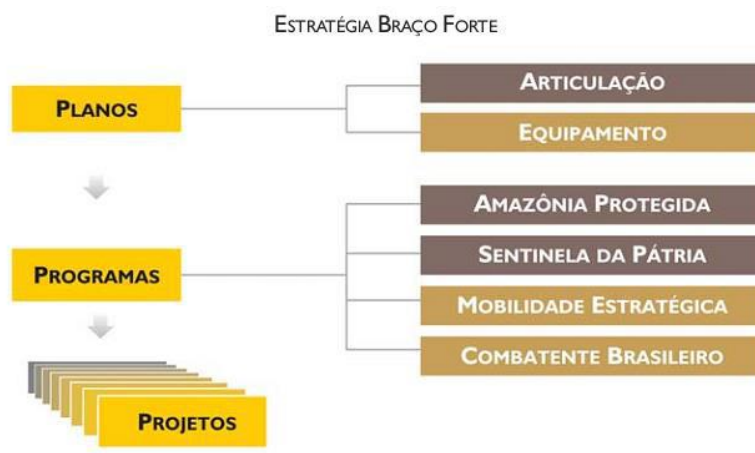 ESTRATÉGIA BRAÇO FORTE
PLANOS
ARTICULAÇÃO
EQUIPAMENTO
PROGRAMAS
AMAZÔNIA PROTEGIDA
SENTINELA DA PÁTRIA
MOBILIDADE ESTRATÉGICA
COMBATENTE BRASILEIRO
PROJETOS